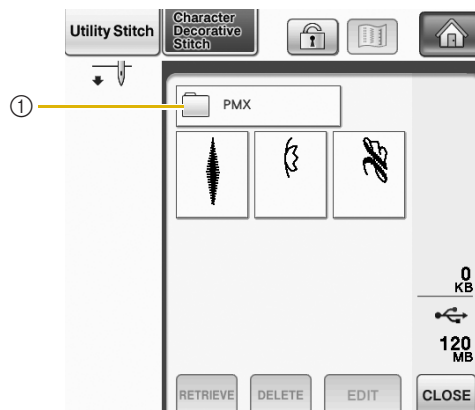 Utility Stitch
Character
Decorative
Stitch
①
PMX
0
KB
120
MB
RETRIEVE
DELETE
EDIT
CLOSE